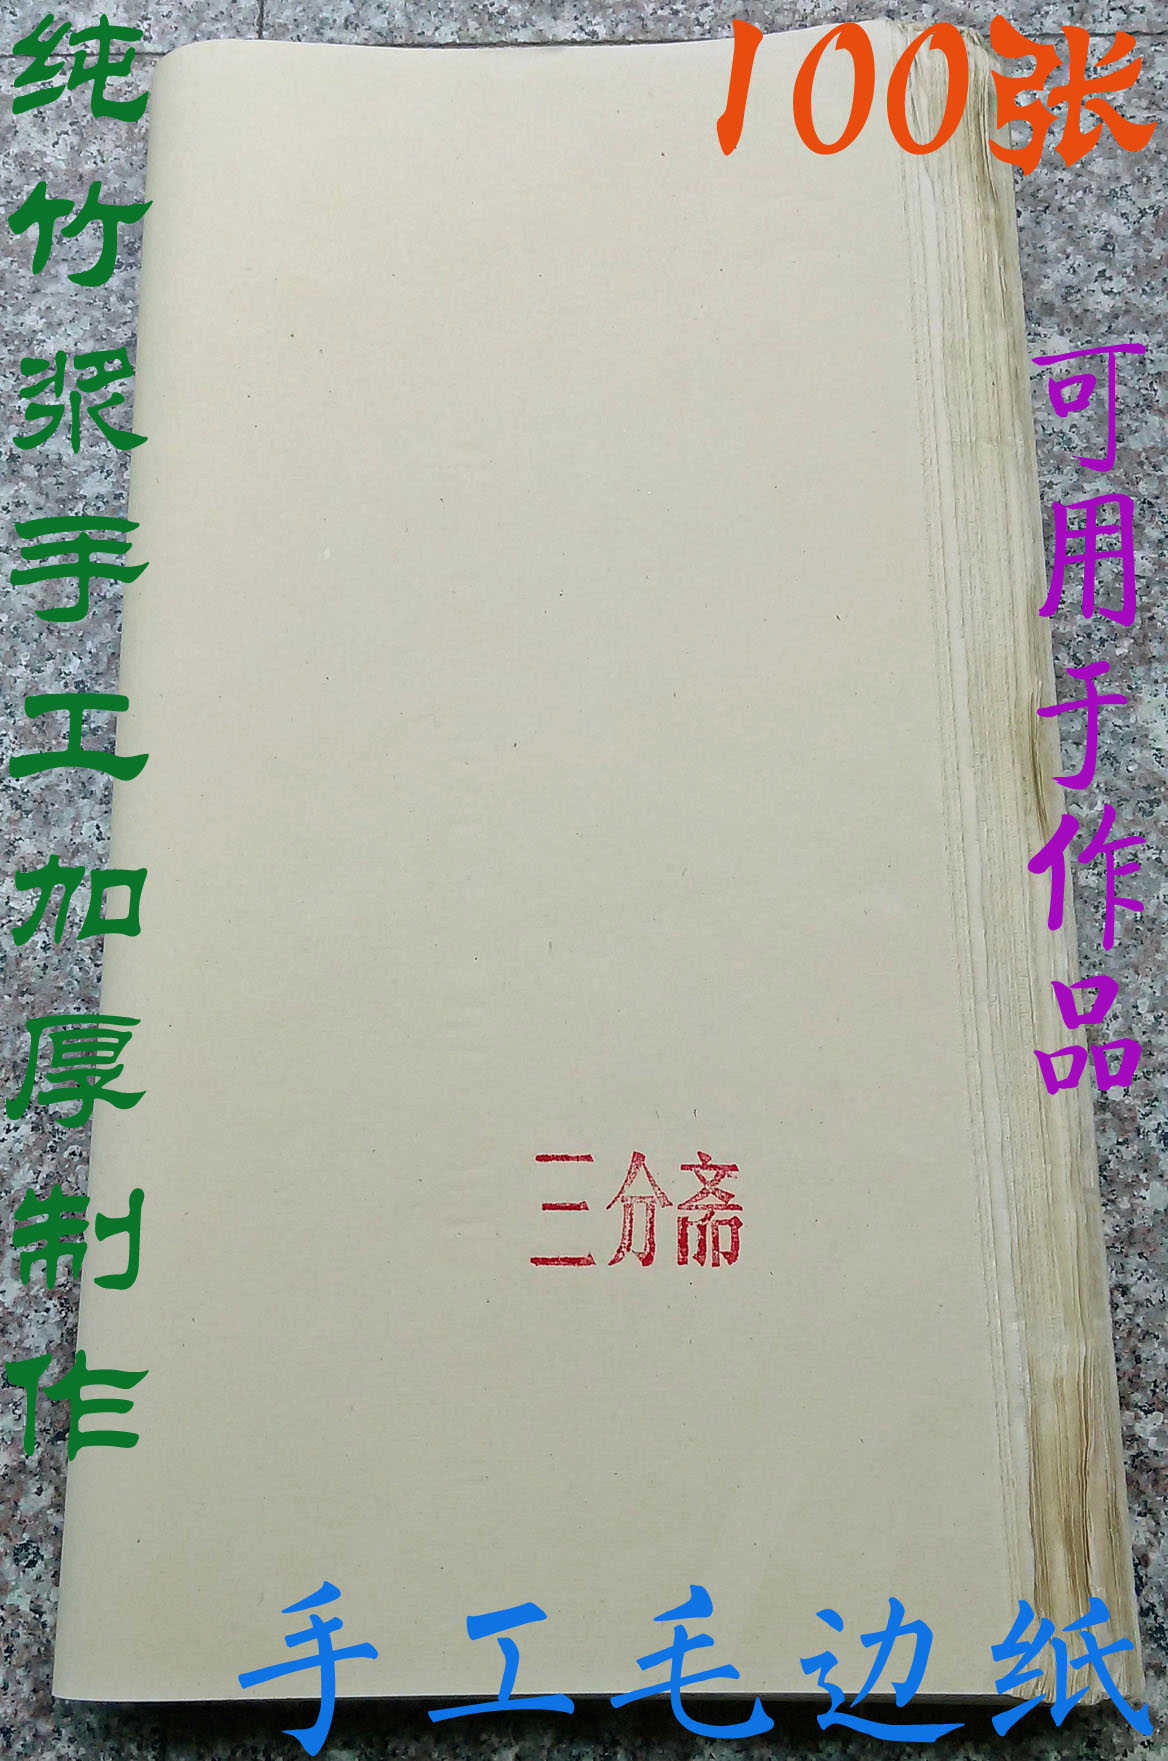 100张
纯竹浆手工加厚制作
可用于作品
三分斋
手工毛边纸